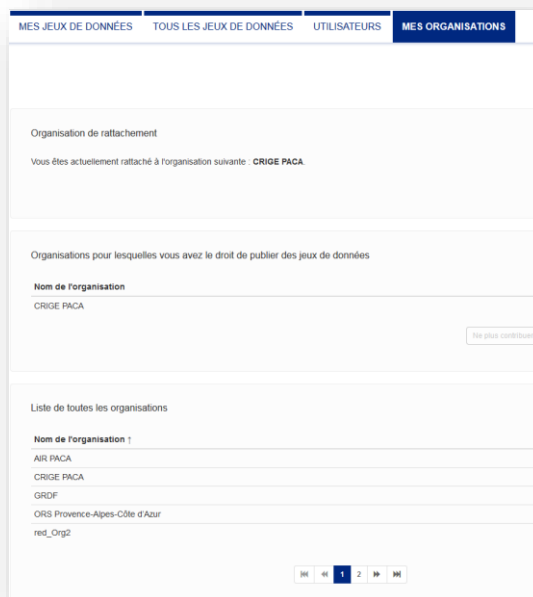 MES JEUX DE DONNÉES TOUS LES JEUX DE DONNÉES UTILISATEURS MES ORGANISATIONS
Organisation de rattachement
Vous êtes actuellement rattaché à l'organisation suivante : CRIGE PACA.
Organisations pour lesquelles vous avez le droit de publier des jeux de données
Nom de l'organisation
CRIGE PACA
Ne plus contribuer
Liste de toutes les organisations
Nom de l'organisation ↑
AIR PACA
CRIGE PACA
GRDF
ORS Provence-Alpes-Côte d'Azur
red_Org2
1 2